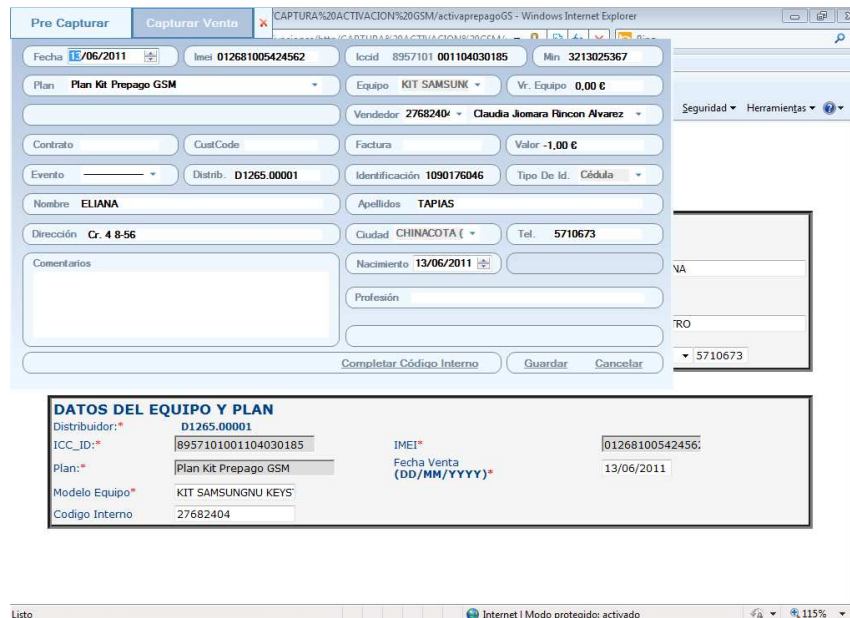 Pre Capturar Capturar Venta CAPTURA%20ACTIVACION%20GSM/activaprepagoGS - Windows Internet Explorer
Fecha 13/06/2011 Imei 012681005424562 Iccid 8957101 001104030185 Min 3213025367
Plan Plan Kit Prepago GSM Equipo KIT SAMSUNG Vr. Equipo 0,00 €
Seguridad Herramientas
Vendedor 27682404 Claudia Jiomara Rincon Alvarez
Contrato CustCode Factura Valor -1,00 €
Evento Distrib. D1265.00001 Identificación 1090176046 Tipo De Id. Cédula
Nombre ELIANA Apellidos TAPIAS
Dirección Cr. 4 8-56 Ciudad CHINACOTA ( Tel. 5710673
Comentarios Nacimiento 13/06/2011
NA
Profesión
TRO
5710673
Completar Código Interno Guardar Cancelar
DATOS DEL EQUIPO Y PLAN
Distribuidor:* D1265.00001
ICC_ID:* 8957101001104030185 IMEI* 01268100542456
Plan:* Plan Kit Prepago GSM Fecha Venta (DD/MM/YYYY)* 13/06/2011
Modelo Equipo* KIT SAMSUNGNU KEYS
Codigo Interno 27682404
Listo Internet | Modo protegido: activado 115%